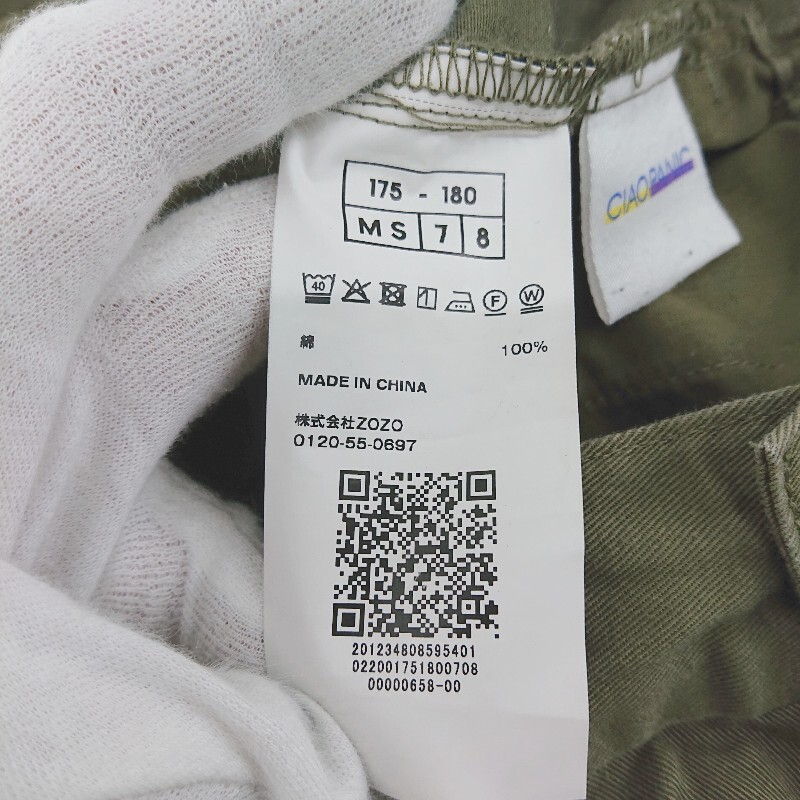 175 - 180
MS 7 8
40 F W
綿 100%
MADE IN CHINA
株式会社ZOZO
0120-55-0697
201234808595401
022001751800708
00000658-00
CIAOPANIC